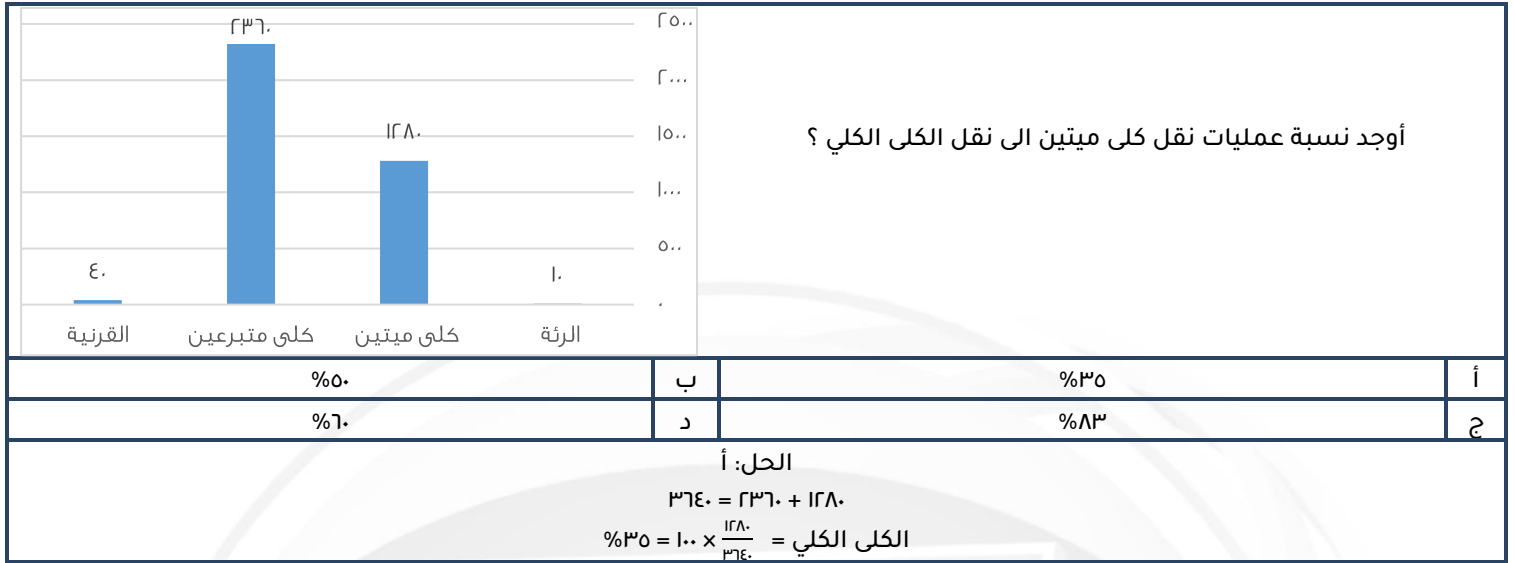 أوجد نسبة عمليات نقل كلى ميتين الى نقل الكلى الكلي ؟
٢٥٠٠
٢٠٠٠
١٥٠٠
١٠٠٠
٥٠٠
٠
١٠
١٢٨٠
٢٣٦٠
٤٠
الرئة
كلى ميتين
كلى متبرعين
القرنية
أ
%٣٥
ب
%٥٠
ج
%٨٣
د
%٦٠
الحل: أ
١٢٨٠ + ٢٣٦٠ = ٣٦٤٠
الكلى الكلي = ١٢٨٠/٣٦٤٠ × ١٠٠ = ٣٥%